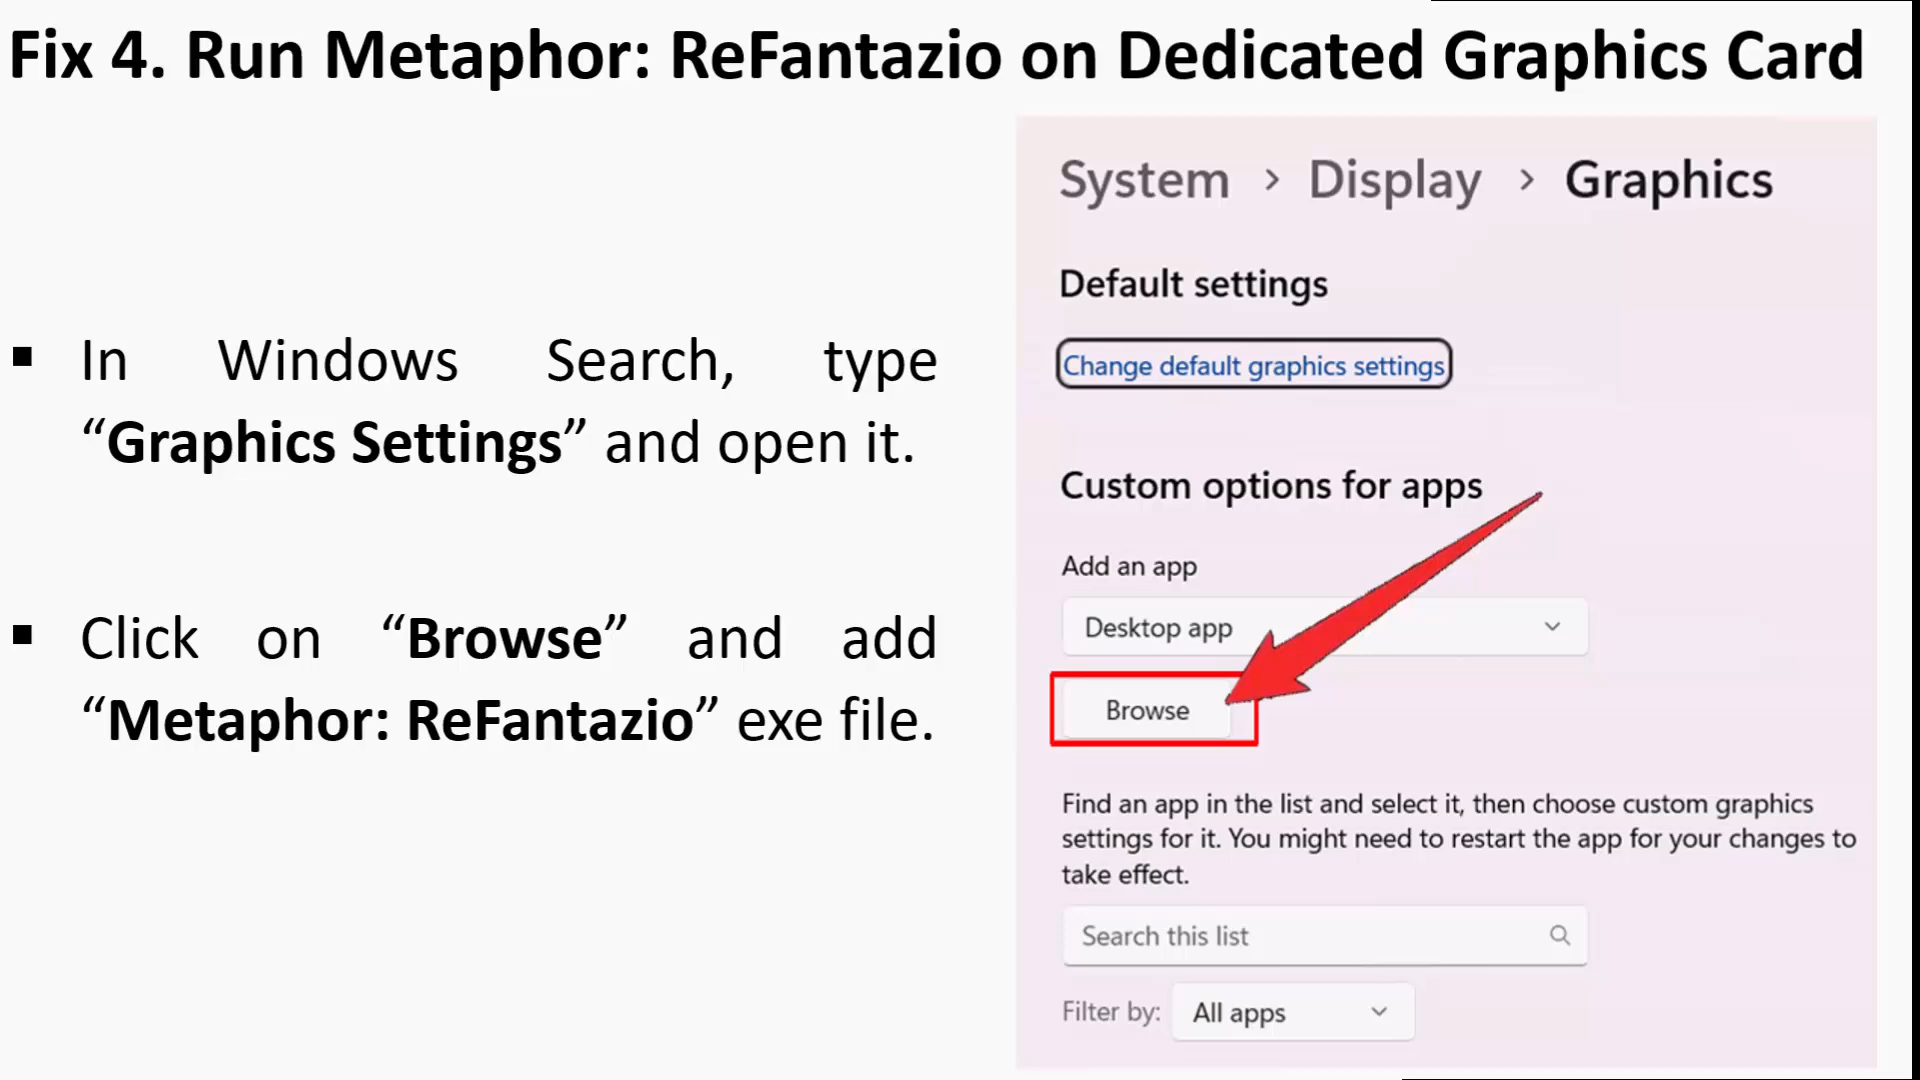 Fix 4. Run Metaphor: ReFantazio on Dedicated Graphics Card
▪ In Windows Search, type
“Graphics Settings” and open it.
▪ Click on “Browse” and add
“Metaphor: ReFantazio” exe file.
System > Display > Graphics
Default settings
Change default graphics settings
Custom options for apps
Add an app
Desktop app
Browse
Find an app in the list and select it, then choose custom graphics
settings for it. You might need to restart the app for your changes to
take effect.
Search this list
Filter by: All apps